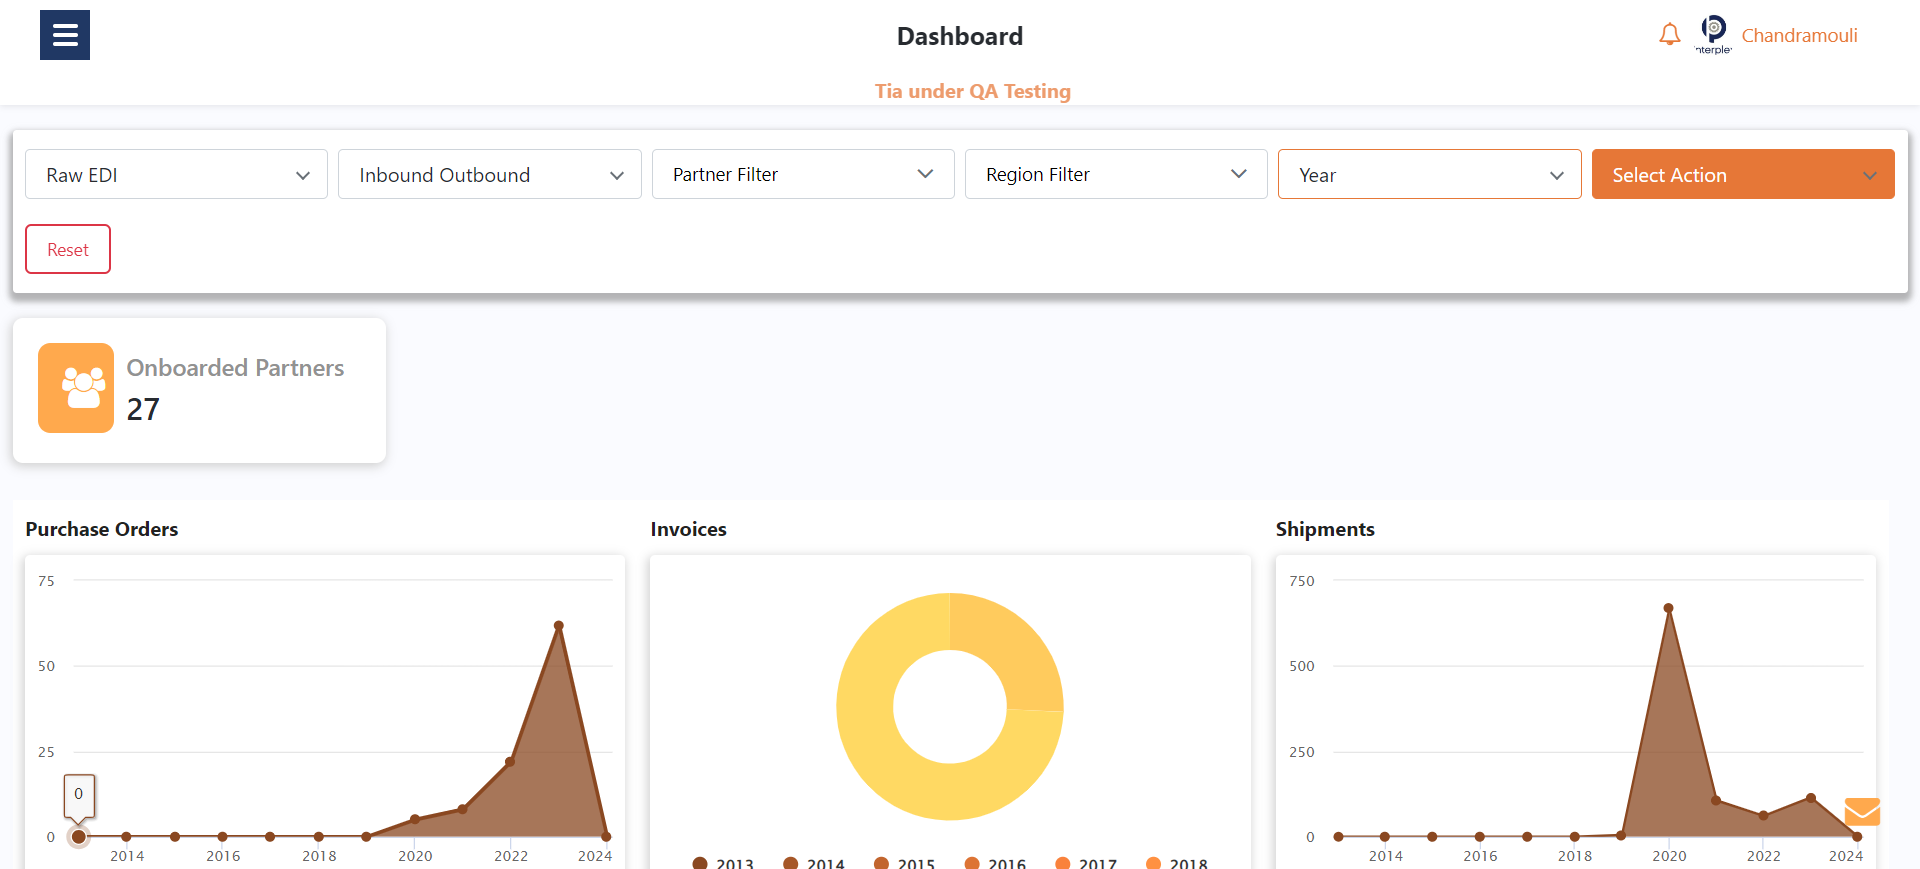 Dashboard
nterple
Chandramouli
Tia under QA Testing
Raw EDI
Inbound Outbound
Partner Filter
Region Filter
Year
Select Action
Reset
Onboarded Partners
27
Purchase Orders
75
50
25
0
0
2014 2016 2018 2020 2022 2024
Invoices
2013 2014 2015 2016 2017 2018
Shipments
750
500
250
0
2014 2016 2018 2020 2022 2024